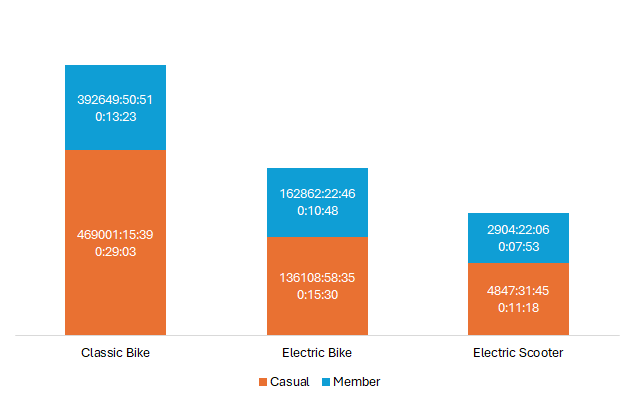 392649:50:51
0:13:23
469001:15:39
0:29:03
162862:22:46
0:10:48
136108:58:35
0:15:30
2904:22:06
0:07:53
4847:31:45
0:11:18
Classic Bike
Electric Bike
Electric Scooter
Casual
Member